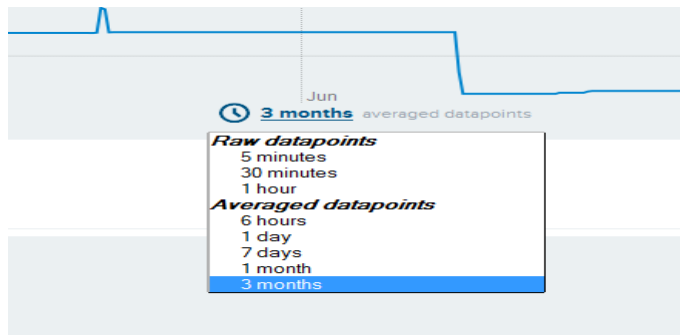 Jun
3 months averaged datapoints
Raw datapoints
5 minutes
30 minutes
1 hour
Averaged datapoints
6 hours
1 day
7 days
1 month
3 months